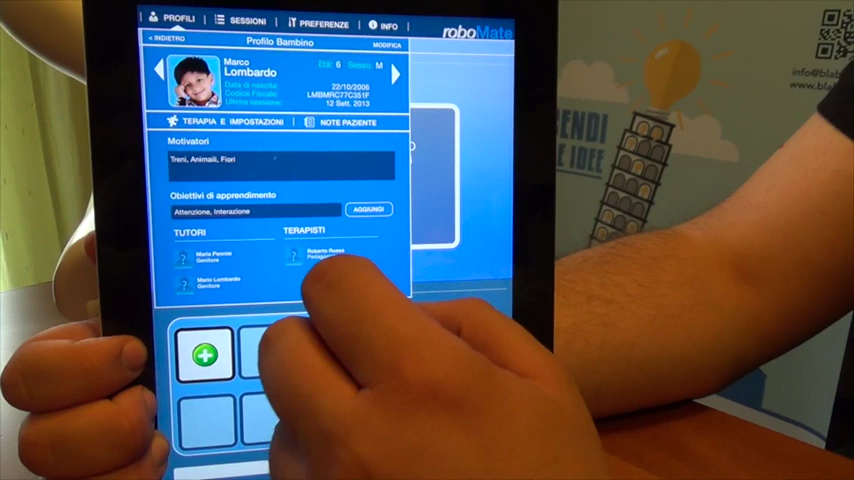 PROFILI | SESSIONI | PREFERENZE | INFO
roboMate
< INDIETRO Profilo Bambino MODIFICA
Marco
Lombardo
Età: 6 Sesso: M
Data di nascita: 22/10/2006
Codice Fiscale: LMBMRC77C351F
Ultima sessione: 12 Sett. 2013
TERAPIA E IMPOSTAZIONI | NOTE PAZIENTE
Motivatori
Treni, Animali, Fiori
Obiettivi di apprendimento
Attenzione, Interazione
AGGIUNGI
TUTORI
TERAPISTI
Maria Pennisi
Genitore
Roberto Russo
Mario Lombardo
Genitore
info@blab
www.bla
ENDI
E IDEE